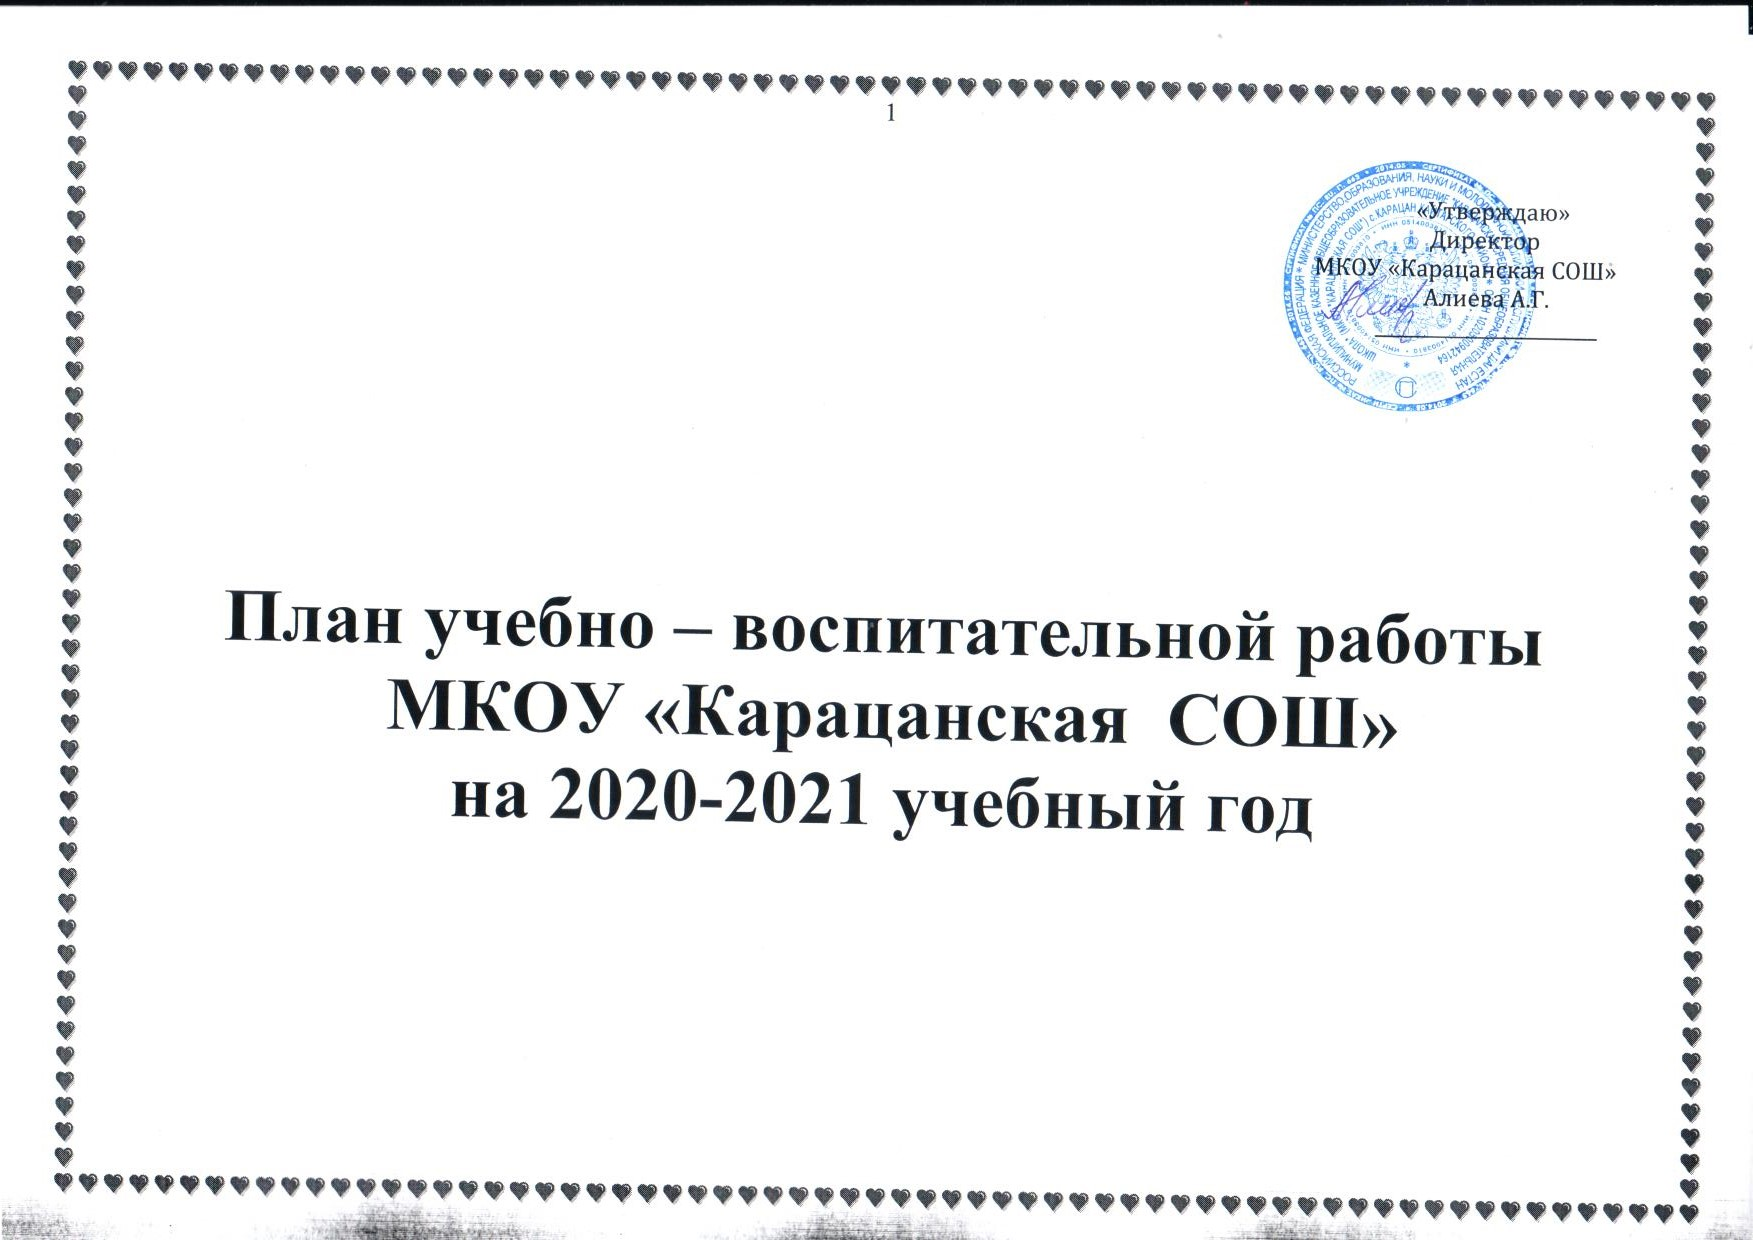 1
«Утверждаю»
Директор
МКОУ «Карацанская СОШ»
Алиева А.Г.
План учебно – воспитательной работы
МКОУ «Карацанская СОШ»
на 2020-2021 учебный год